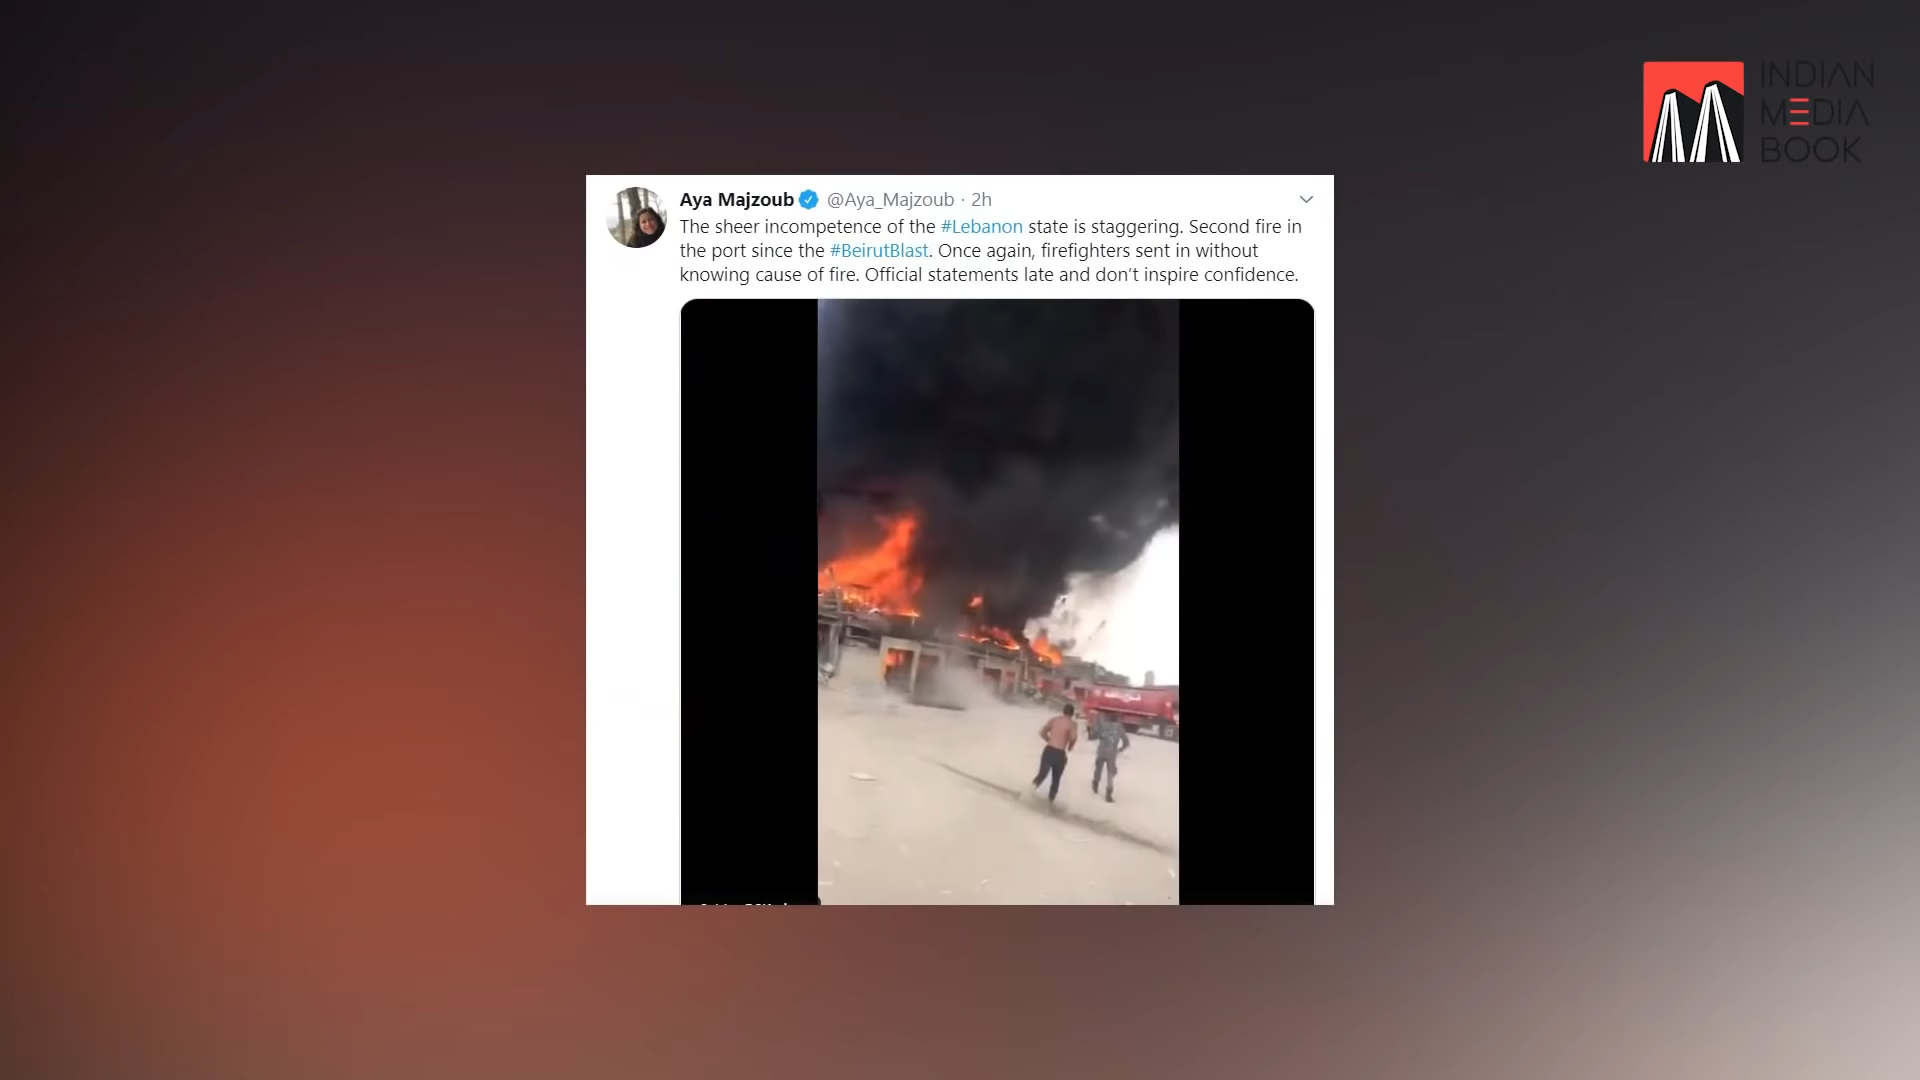 INDIAN
MEDIA
BOOK
Aya Majzoub @Aya_Majzoub · 2h
The sheer incompetence of the #Lebanon state is staggering. Second fire in
the port since the #BeirutBlast. Once again, firefighters sent in without
knowing cause of fire. Official statements late and don’t inspire confidence.